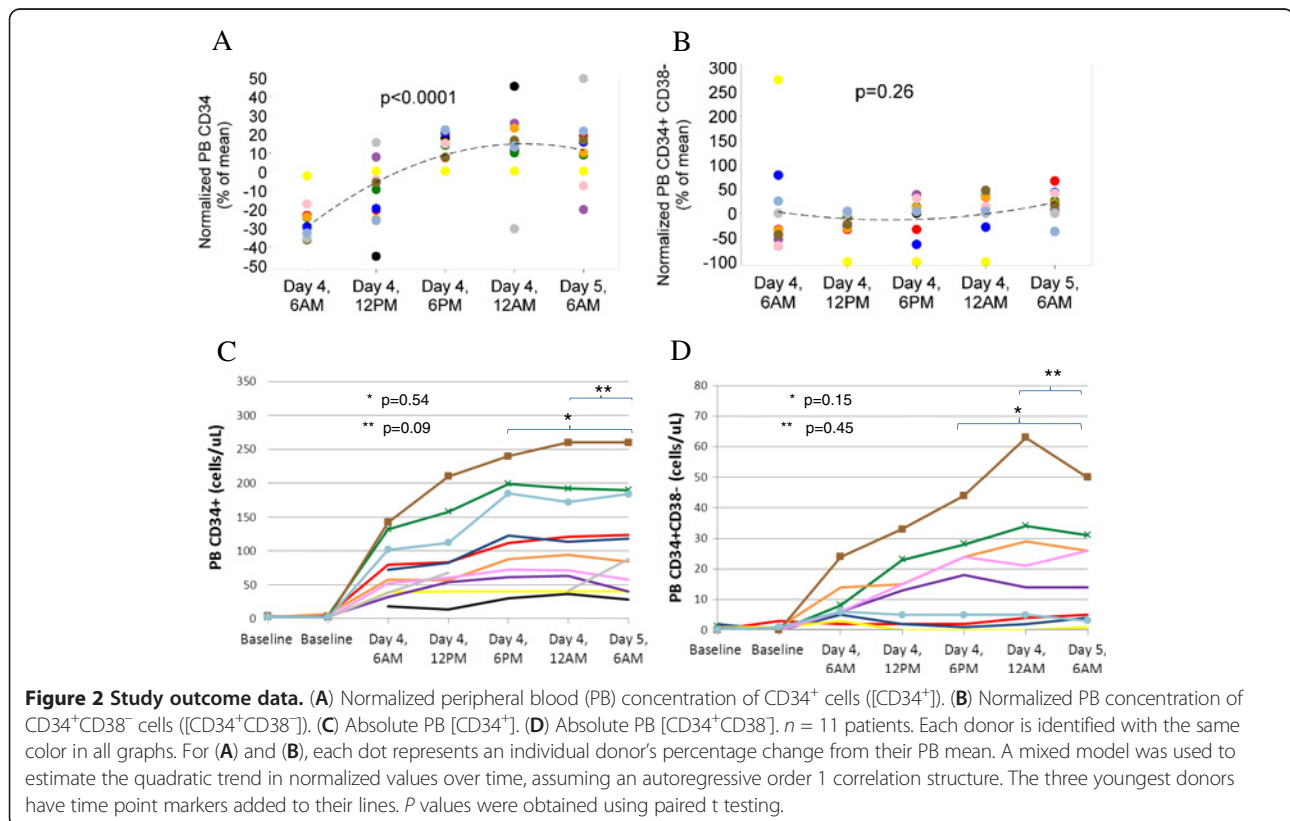 A
Normalized PB CD34
(% of mean)
50
40
30
20
10
0
-10
-20
-30
-40
-50
p<0.0001
Day 4, 6AM
Day 4, 12PM
Day 4, 6PM
Day 4, 12AM
Day 5, 6AM
B
Normalized PB CD34+ CD38-
(% of mean)
300
250
200
150
100
50
0
-50
-100
p=0.26
Day 4, 6AM
Day 4, 12PM
Day 4, 6PM
Day 4, 12AM
Day 5, 6AM
C
PB CD34+ (cells/uL)
350
300
250
200
150
100
50
0
* p=0.54
** p=0.09
**
*
Baseline
Baseline
Day 4, 6AM
Day 4, 12PM
Day 4, 6PM
Day 4, 12AM
Day 5, 6AM
D
PB CD34+CD38- (cells/uL)
80
70
60
50
40
30
20
10
0
* p=0.15
** p=0.45
**
*
Baseline
Baseline
Day 4, 6AM
Day 4, 12PM
Day 4, 6PM
Day 4, 12AM
Day 5, 6AM
Figure 2 Study outcome data. (A) Normalized peripheral blood (PB) concentration of CD34⁺ cells ([CD34⁺]). (B) Normalized PB concentration of
CD34⁺CD38⁻ cells ([CD34⁺CD38⁻]). (C) Absolute PB [CD34⁺]. (D) Absolute PB [CD34⁺CD38⁻]. n = 11 patients. Each donor is identified with the same
color in all graphs. For (A) and (B), each dot represents an individual donor's percentage change from their PB mean. A mixed model was used to
estimate the quadratic trend in normalized values over time, assuming an autoregressive order 1 correlation structure. The three youngest donors
have time point markers added to their lines. P values were obtained using paired t testing.